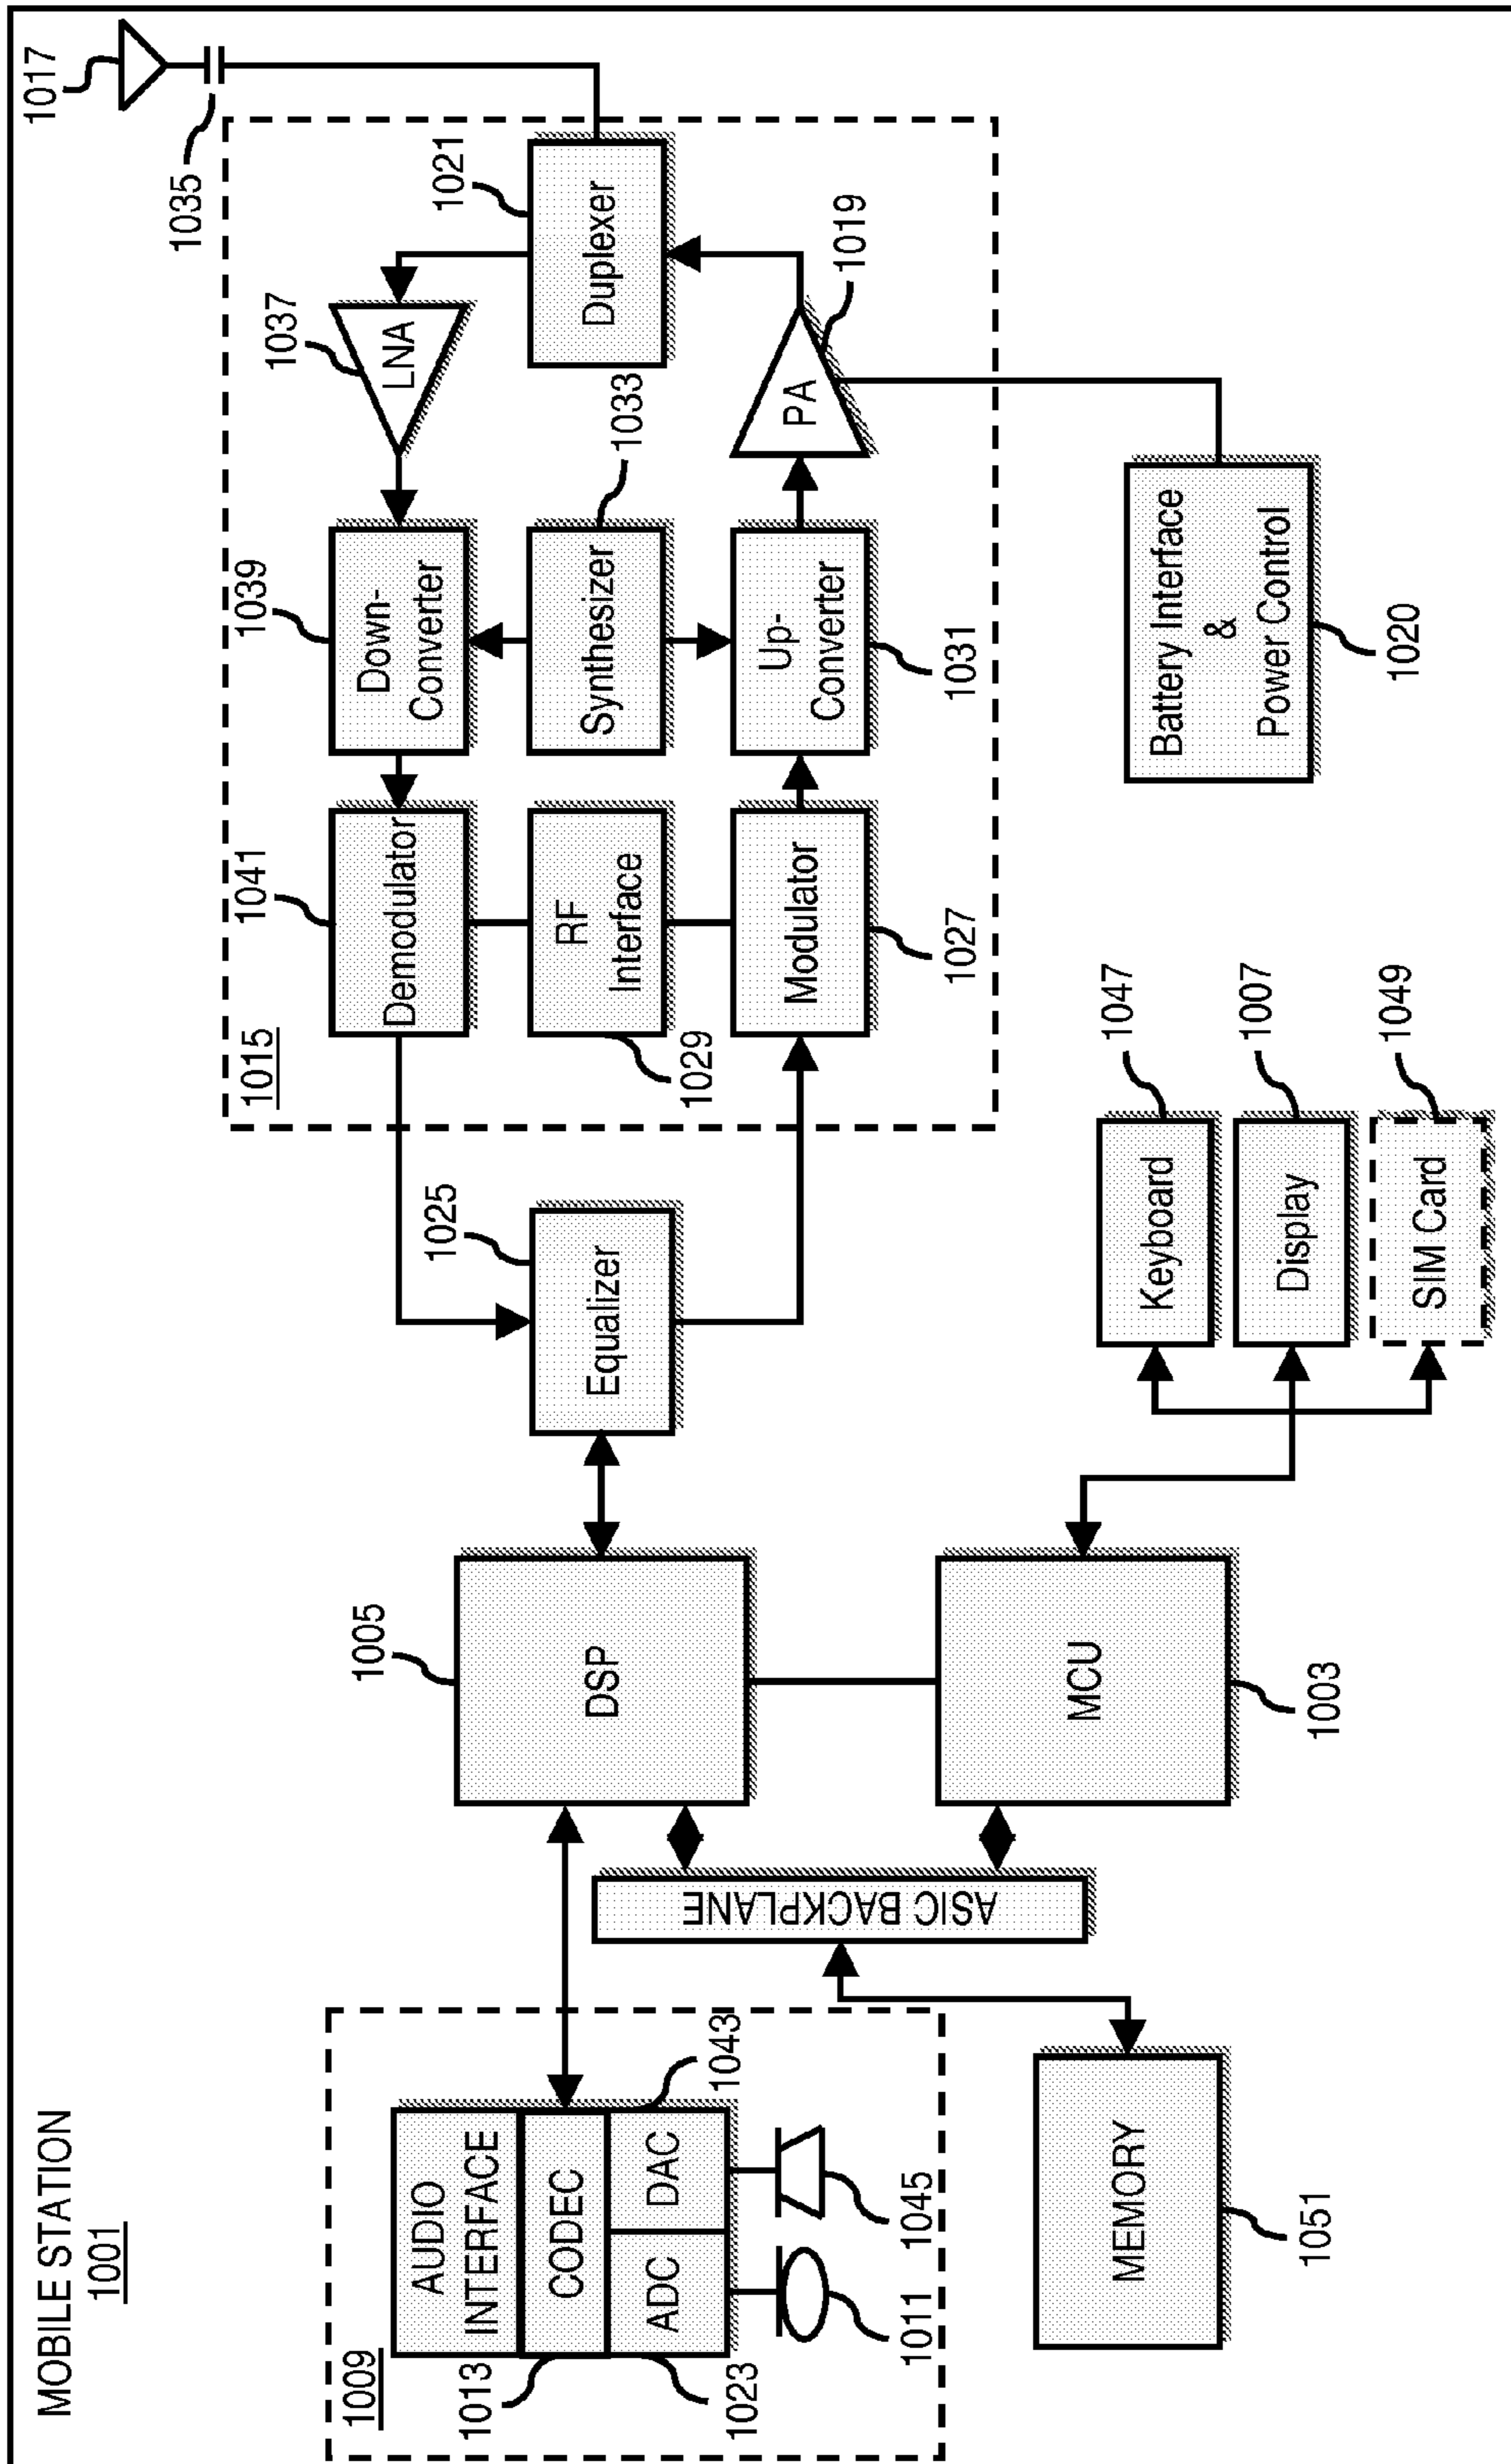 MOBILE STATION
1001
1009
AUDIO
INTERFACE
CODEC
ADC
DAC
1013
1023
1043
1011
1045
MEMORY
1051
ASIC BACKPLANE
DSP
1005
MCU
1003
Equalizer
1025
Keyboard
1047
Display
1007
SIM Card
1049
1015
Demodulator
1041
RF
Interface
1029
Modulator
1027
Down-
Converter
1039
Synthesizer
1033
Up-
Converter
1031
LNA
1037
PA
1019
Duplexer
1021
1035
1017
Battery Interface
&
Power Control
1020